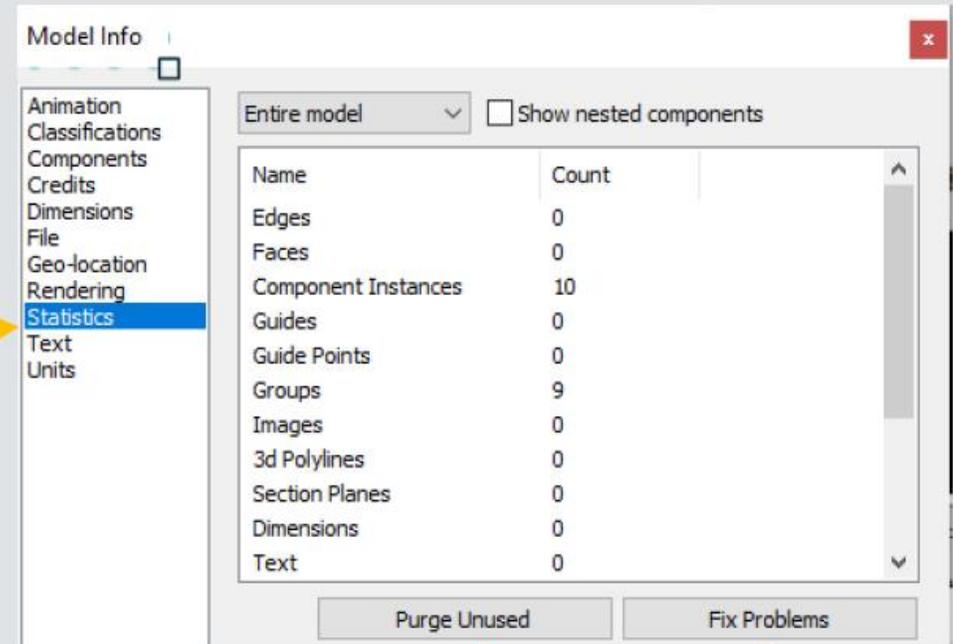 Model Info
x
Animation
Classifications
Components
Credits
Dimensions
File
Geo-location
Rendering
Statistics
Text
Units
Entire model
Show nested components
Name Count
Edges 0
Faces 0
Component Instances 10
Guides 0
Guide Points 0
Groups 9
Images 0
3d Polylines 0
Section Planes 0
Dimensions 0
Text 0
Purge Unused Fix Problems